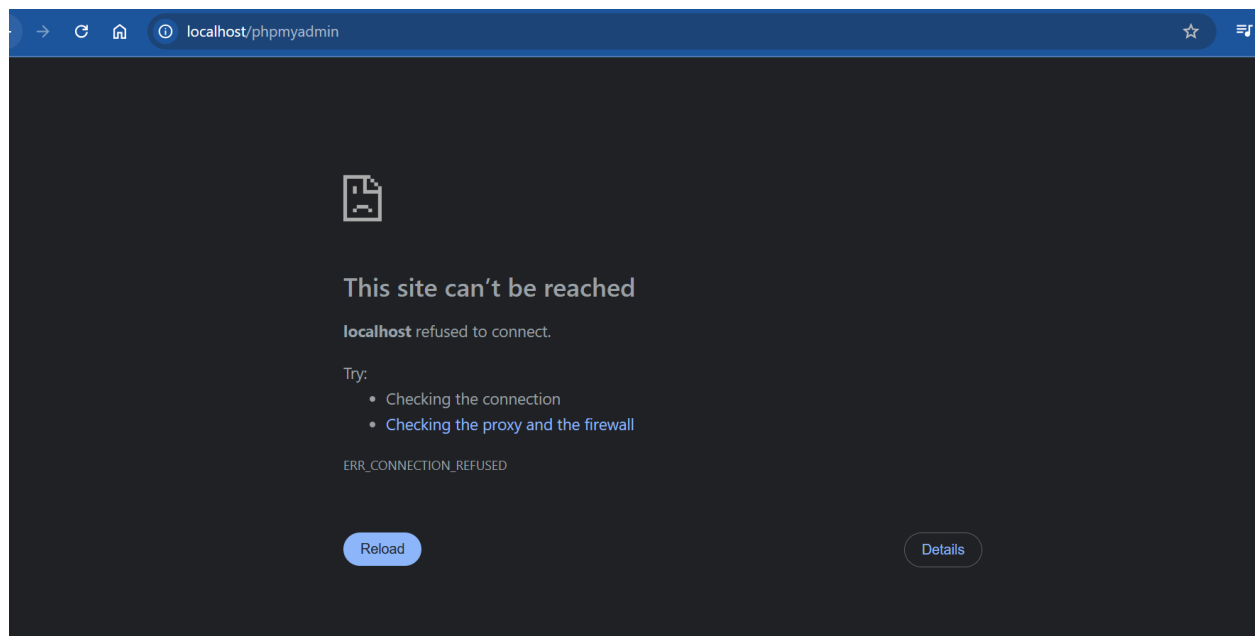 localhost/phpmyadmin
This site can’t be reached
localhost refused to connect.
Try:
• Checking the connection
• Checking the proxy and the firewall
ERR_CONNECTION_REFUSED
Reload
Details